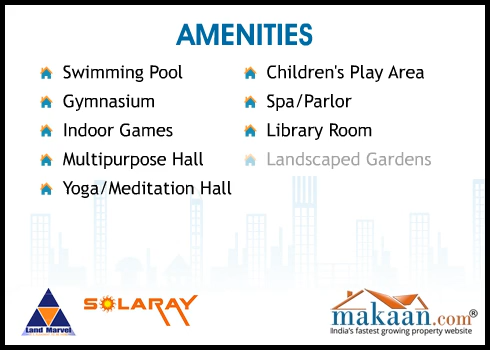 AMENITIES
Swimming Pool
Gymnasium
Indoor Games
Multipurpose Hall
Yoga/Meditation Hall
Children's Play Area
Spa/Parlor
Library Room
Landscaped Gardens
Land Marvel
SOLARAY
makaan.com®
India's fastest growing property website